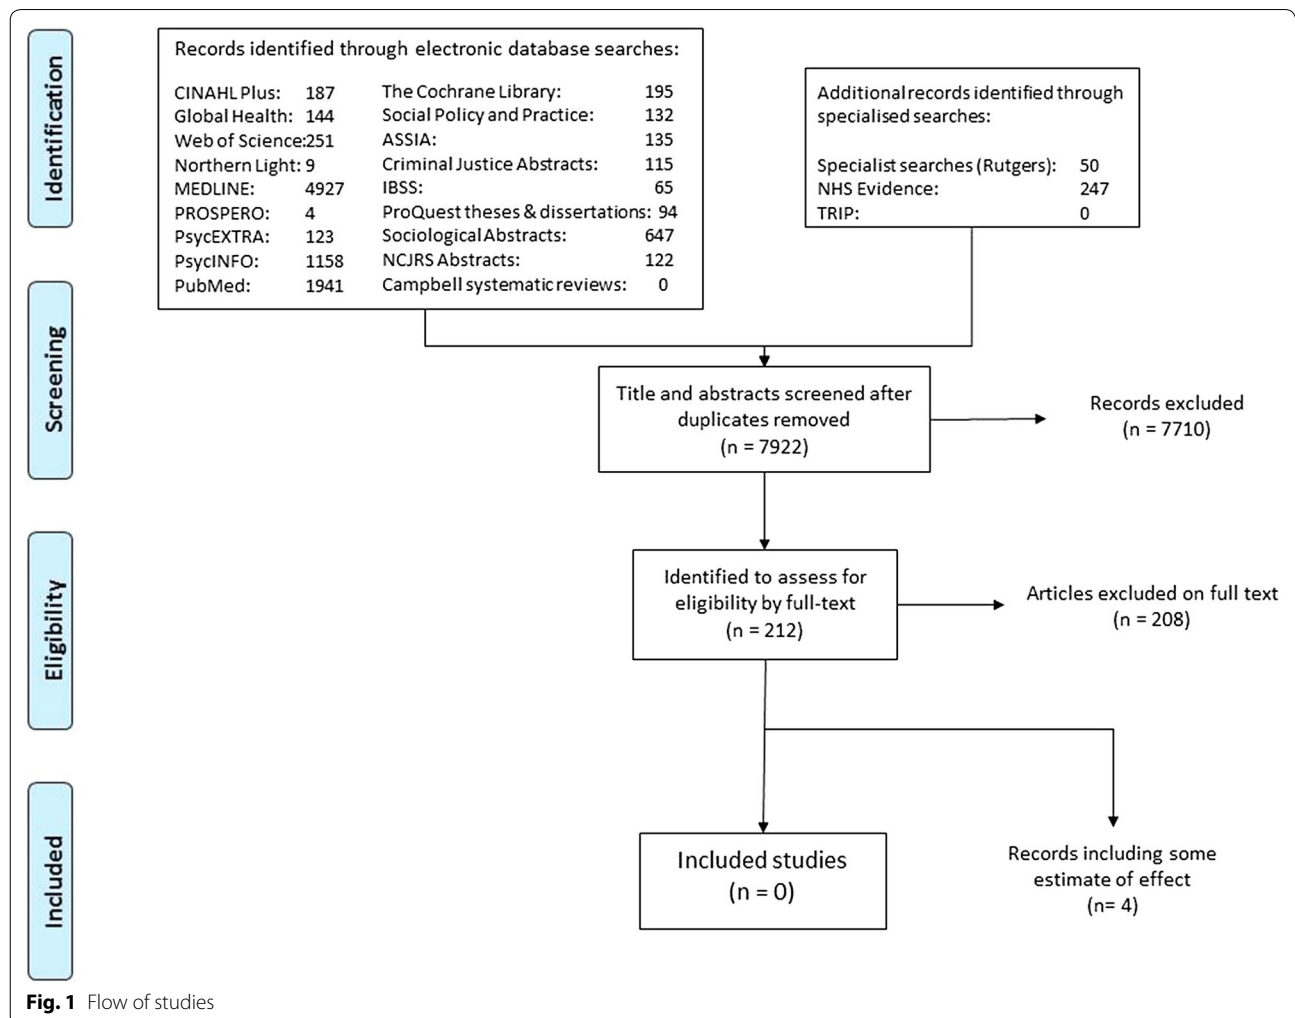 Identification
Records identified through electronic database searches:
CINAHL Plus: 187
Global Health: 144
Web of Science:251
Northern Light: 9
MEDLINE: 4927
PROSPERO: 4
PsycEXTRA: 123
PsycINFO: 1158
PubMed: 1941
The Cochrane Library: 195
Social Policy and Practice: 132
ASSIA: 135
Criminal Justice Abstracts: 115
IBSS: 65
ProQuest theses & dissertations: 94
Sociological Abstracts: 647
NCJRS Abstracts: 122
Campbell systematic reviews: 0
Additional records identified through
specialised searches:
Specialist searches (Rutgers): 50
NHS Evidence: 247
TRIP: 0
Screening
Title and abstracts screened after
duplicates removed
(n = 7922)
Records excluded
(n = 7710)
Eligibility
Identified to assess for
eligibility by full-text
(n = 212)
Articles excluded on full text
(n = 208)
Included
Included studies
(n = 0)
Records including some
estimate of effect
(n= 4)
Fig. 1 Flow of studies